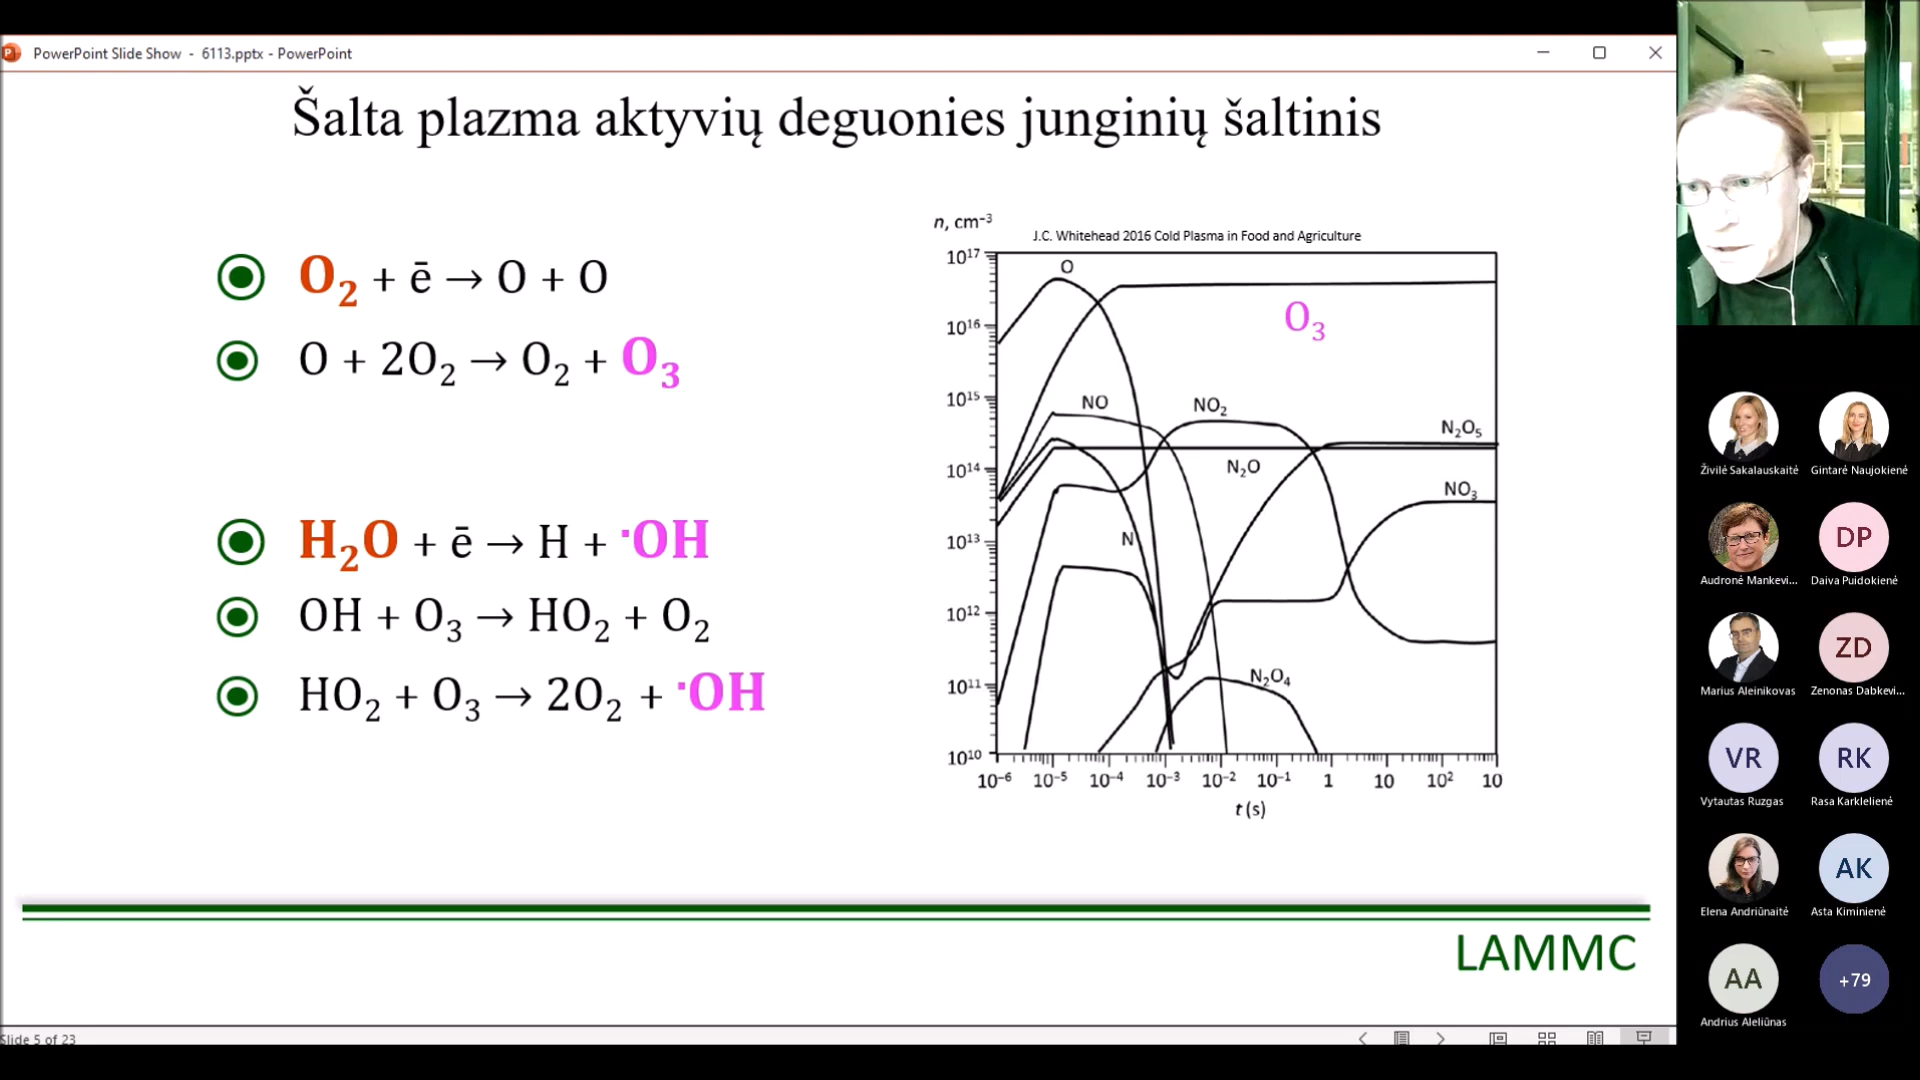 PowerPoint Slide Show - 6113.pptx - PowerPoint
Šalta plazma aktyvių deguonies junginių šaltinis
O₂ + ē → O + O
O + 2O₂ → O₂ + O₃
H₂O + ē → H + ·OH
OH + O₃ → HO₂ + O₂
HO₂ + O₃ → 2O₂ + ·OH
n, cm⁻³
J.C. Whitehead 2016 Cold Plasma in Food and Agriculture
10¹⁷
10¹⁶
10¹⁵
10¹⁴
10¹³
10¹²
10¹¹
10¹⁰
O
O₃
NO
NO₂
N₂O₅
N₂O
NO₃
N
N₂O₄
10⁻⁶ 10⁻⁵ 10⁻⁴ 10⁻³ 10⁻² 10⁻¹ 1 10 10² 10
t (s)
LAMMC
Slide 5 of 23
Živilė Sakalauskaitė
Gintarė Naujokienė
Audronė Mankevi...
DP
Daiva Puidokienė
Marius Aleinikovas
ZD
Zenonas Dabkevi...
VR
Vytautas Ruzgas
RK
Rasa Karklelienė
Elena Andriūnaitė
AK
Asta Kiminienė
AA
Andrius Aleliūnas
+79